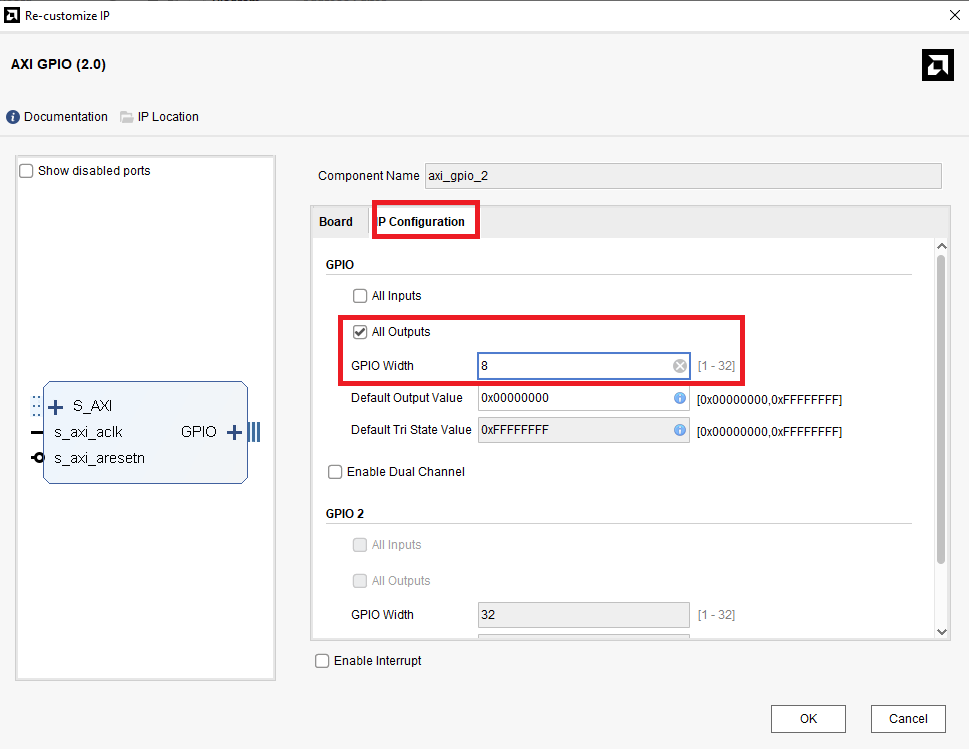 Re-customize IP
AXI GPIO (2.0)
Documentation IP Location
Show disabled ports
S_AXI
s_axi_aclk GPIO
s_axi_aresetn
Component Name axi_gpio_2
Board IP Configuration
GPIO
All Inputs
All Outputs
GPIO Width 8 [1 - 32]
Default Output Value 0x00000000 [0x00000000,0xFFFFFFFF]
Default Tri State Value 0xFFFFFFFF [0x00000000,0xFFFFFFFF]
Enable Dual Channel
GPIO 2
All Inputs
All Outputs
GPIO Width 32 [1 - 32]
Enable Interrupt
OK Cancel